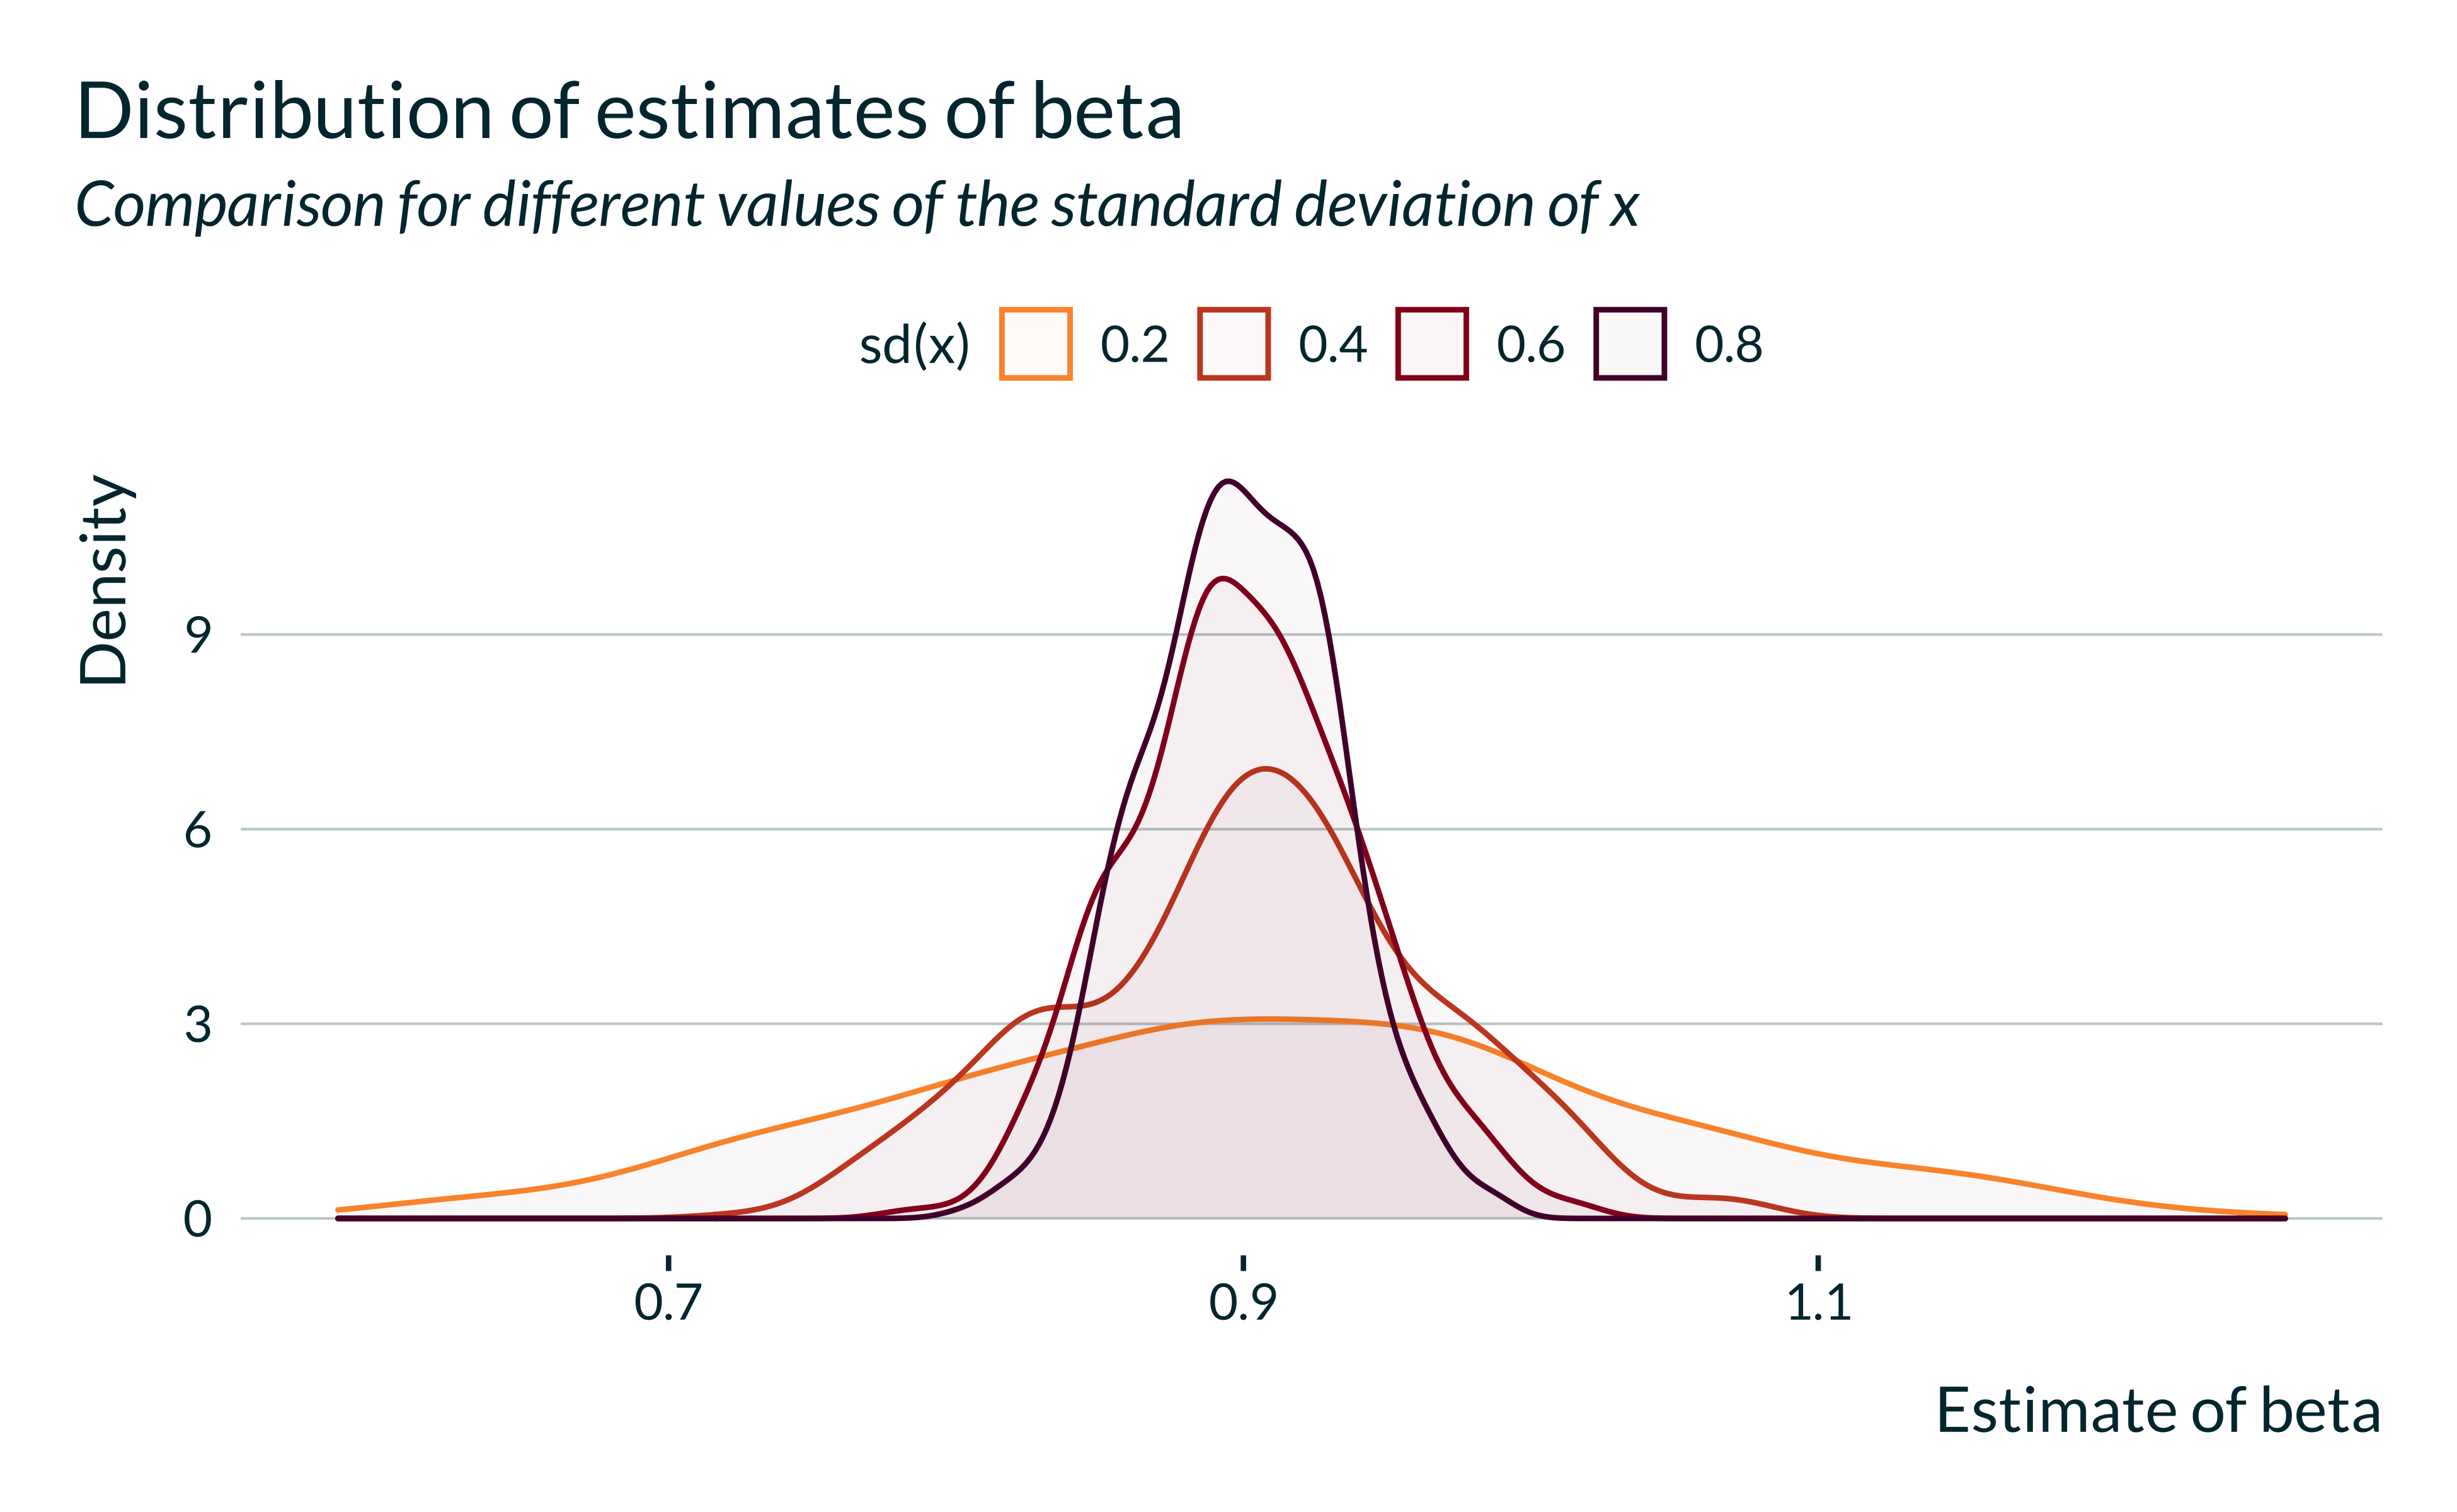 Distribution of estimates of beta
Comparison for different values of the standard deviation of x
sd(x) 0.2 0.4 0.6 0.8
Density
9
6
3
0
0.7 0.9 1.1
Estimate of beta